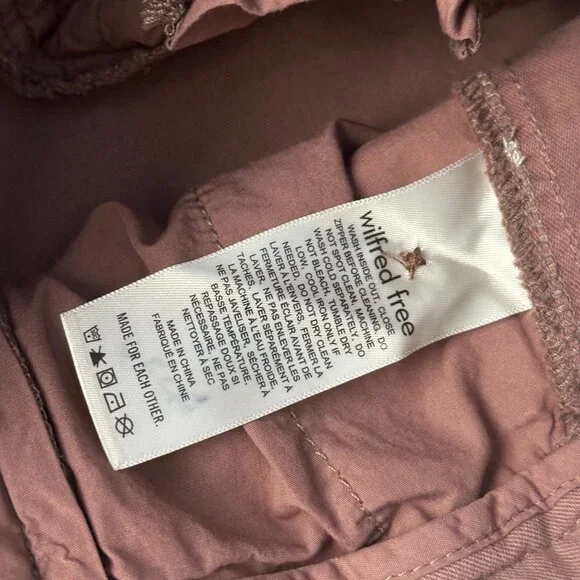 wilfred free
WASH INSIDE OUT. CLOSE
ZIPPER BEFORE CLEANING. DO
NOT SPOT CLEAN. MACHINE
WASH COLD SEPARATELY. DO
NOT BLEACH. TUMBLE DRY
LOW. COOL IRON ONLY IF
NEEDED. DO NOT DRY CLEAN
LAVER À L'ENVERS. FERMER LA
FERMETURE ÉCLAIR AVANT DE
LAVER. NE PAS ENLEVER LES
TACHES. LAVER SÉPARÉMENT À
LA MACHINE À L'EAU FROIDE.
NE PAS JAVELLISER. SÉCHER À
BASSE TEMPÉRATURE.
REPASSAGE DOUX SI
NÉCESSAIRE. NE PAS
NETTOYER À SEC
MADE IN CHINA
FABRIQUÉ EN CHINE
MADE FOR EACH OTHER.